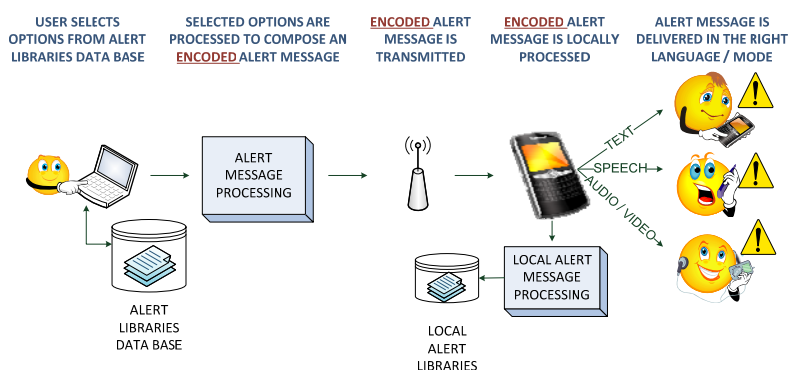 USER SELECTS
OPTIONS FROM ALERT
LIBRARIES DATA BASE
SELECTED OPTIONS ARE
PROCESSED TO COMPOSE AN
ENCODED ALERT MESSAGE
ENCODED ALERT
MESSAGE IS
TRANSMITTED
ENCODED ALERT
MESSAGE IS LOCALLY
PROCESSED
ALERT MESSAGE IS
DELIVERED IN THE RIGHT
LANGUAGE / MODE
ALERT
MESSAGE
PROCESSING
TEXT
SPEECH
AUDIO / VIDEO
ALERT
LIBRARIES
DATA BASE
LOCAL ALERT
MESSAGE
PROCESSING
LOCAL
ALERT
LIBRARIES